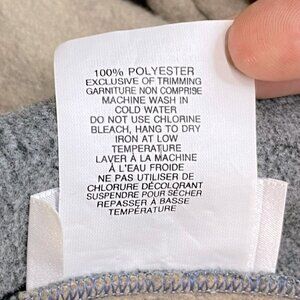 100% POLYESTER
EXCLUSIVE OF TRIMMING
GARNITURE NON COMPRISE
MACHINE WASH IN
COLD WATER
DO NOT USE CHLORINE
BLEACH, HANG TO DRY
IRON AT LOW
TEMPERATURE
LAVER À LA MACHINE
À L'EAU FROIDE
NE PAS UTILISER DE
CHLORURE DÉCOLORANT
SUSPENDRE POUR SÉCHER
REPASSER À BASSE
TEMPÉRATURE